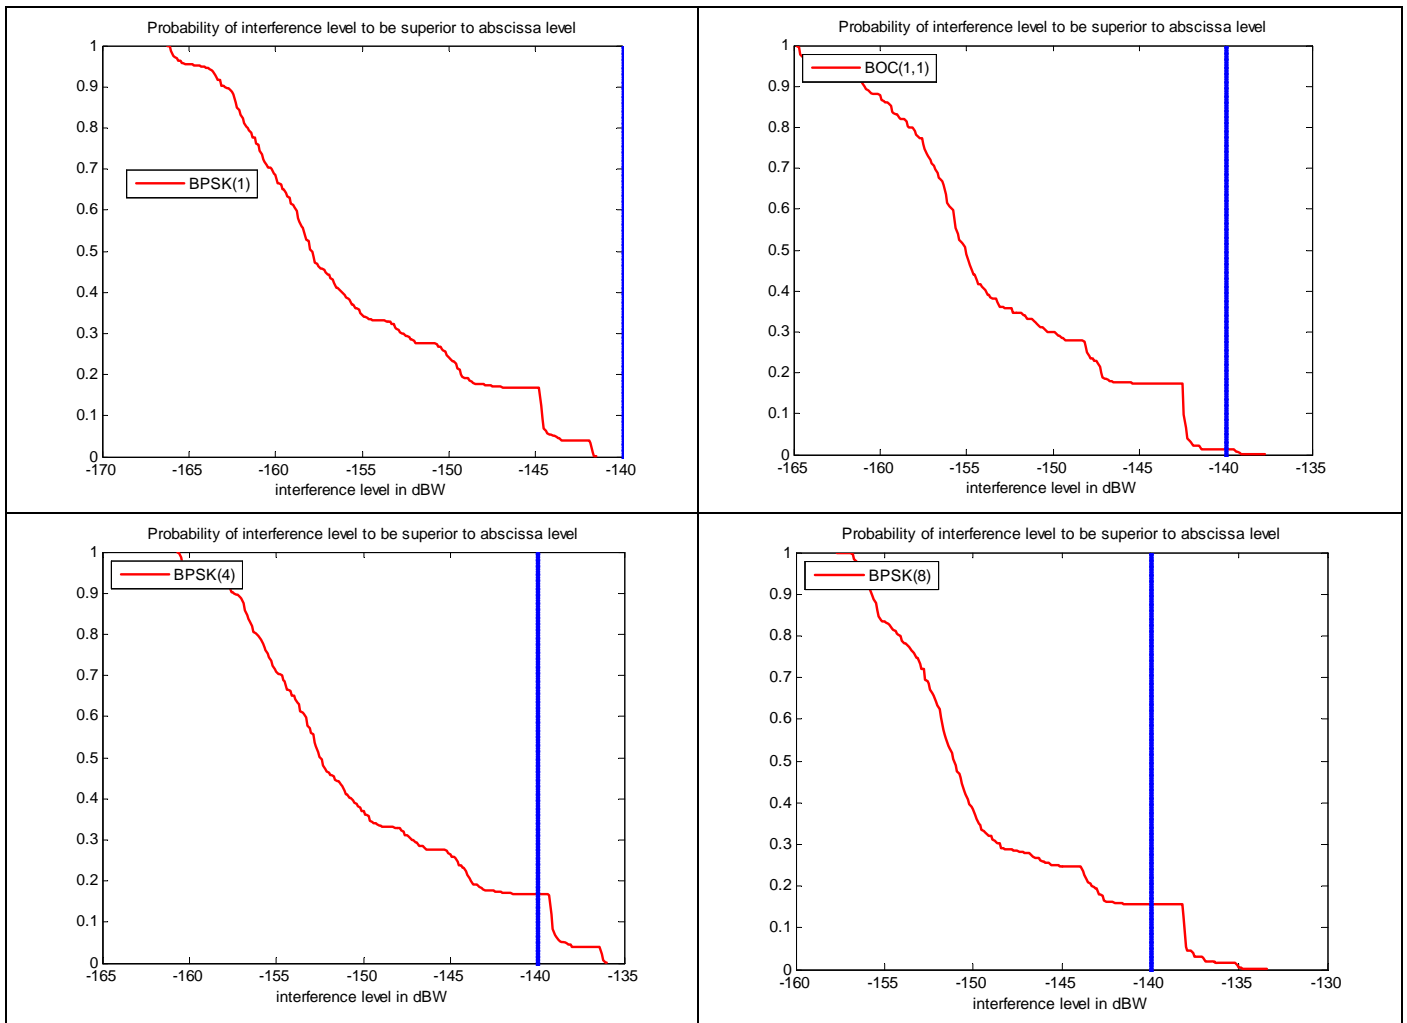 Probability of interference level to be superior to abscissa level
1
0.9
0.8
0.7
0.6
0.5
0.4
0.3
0.2
0.1
0
BPSK(1)
-170 -165 -160 -155 -150 -145 -140
interference level in dBW
Probability of interference level to be superior to abscissa level
1
0.9
0.8
0.7
0.6
0.5
0.4
0.3
0.2
0.1
0
BOC(1,1)
-165 -160 -155 -150 -145 -140 -135
interference level in dBW
Probability of interference level to be superior to abscissa level
1
0.9
0.8
0.7
0.6
0.5
0.4
0.3
0.2
0.1
0
BPSK(4)
-165 -160 -155 -150 -145 -140 -135
interference level in dBW
Probability of interference level to be superior to abscissa level
1
0.9
0.8
0.7
0.6
0.5
0.4
0.3
0.2
0.1
0
BPSK(8)
-160 -155 -150 -145 -140 -135 -130
interference level in dBW